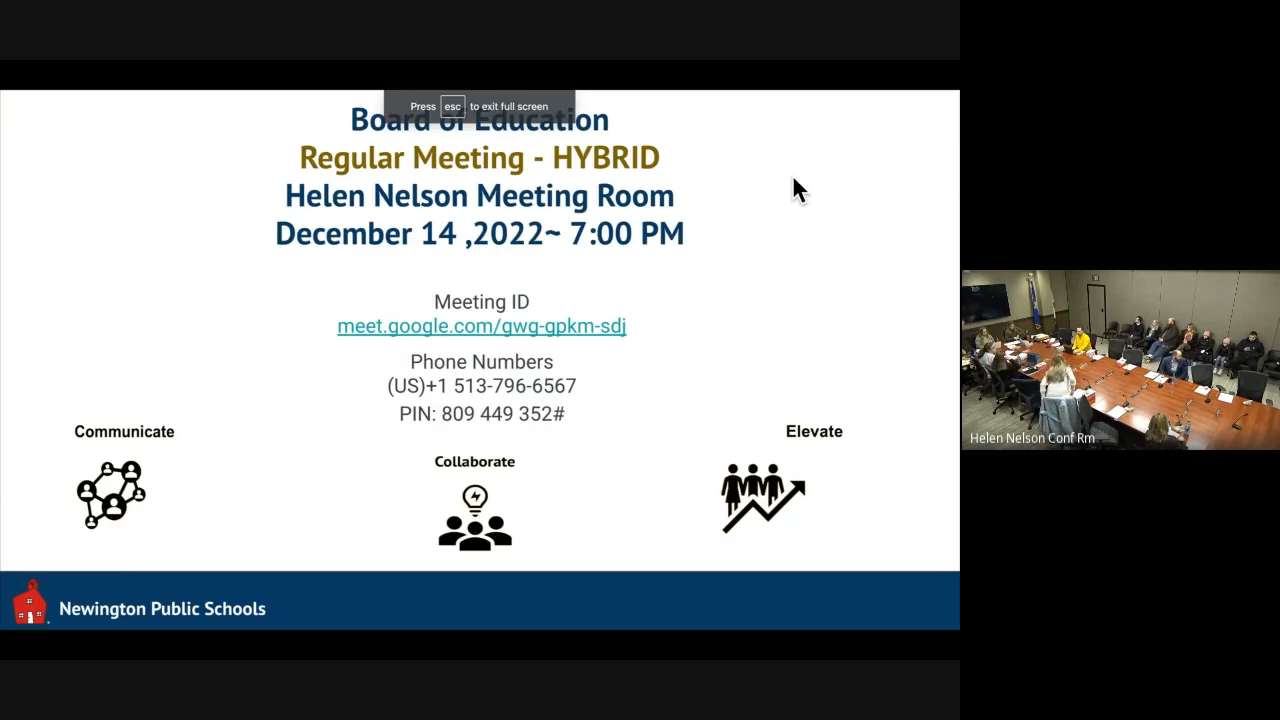 Press esc to exit full screen
Board of Education
Regular Meeting - HYBRID
Helen Nelson Meeting Room
December 14 ,2022~ 7:00 PM
Meeting ID
meet.google.com/gwg-gpkm-sdj
Phone Numbers
(US)+1 513-796-6567
PIN: 809 449 352#
Communicate
Collaborate
Elevate
Newington Public Schools
Helen Nelson Conf Rm